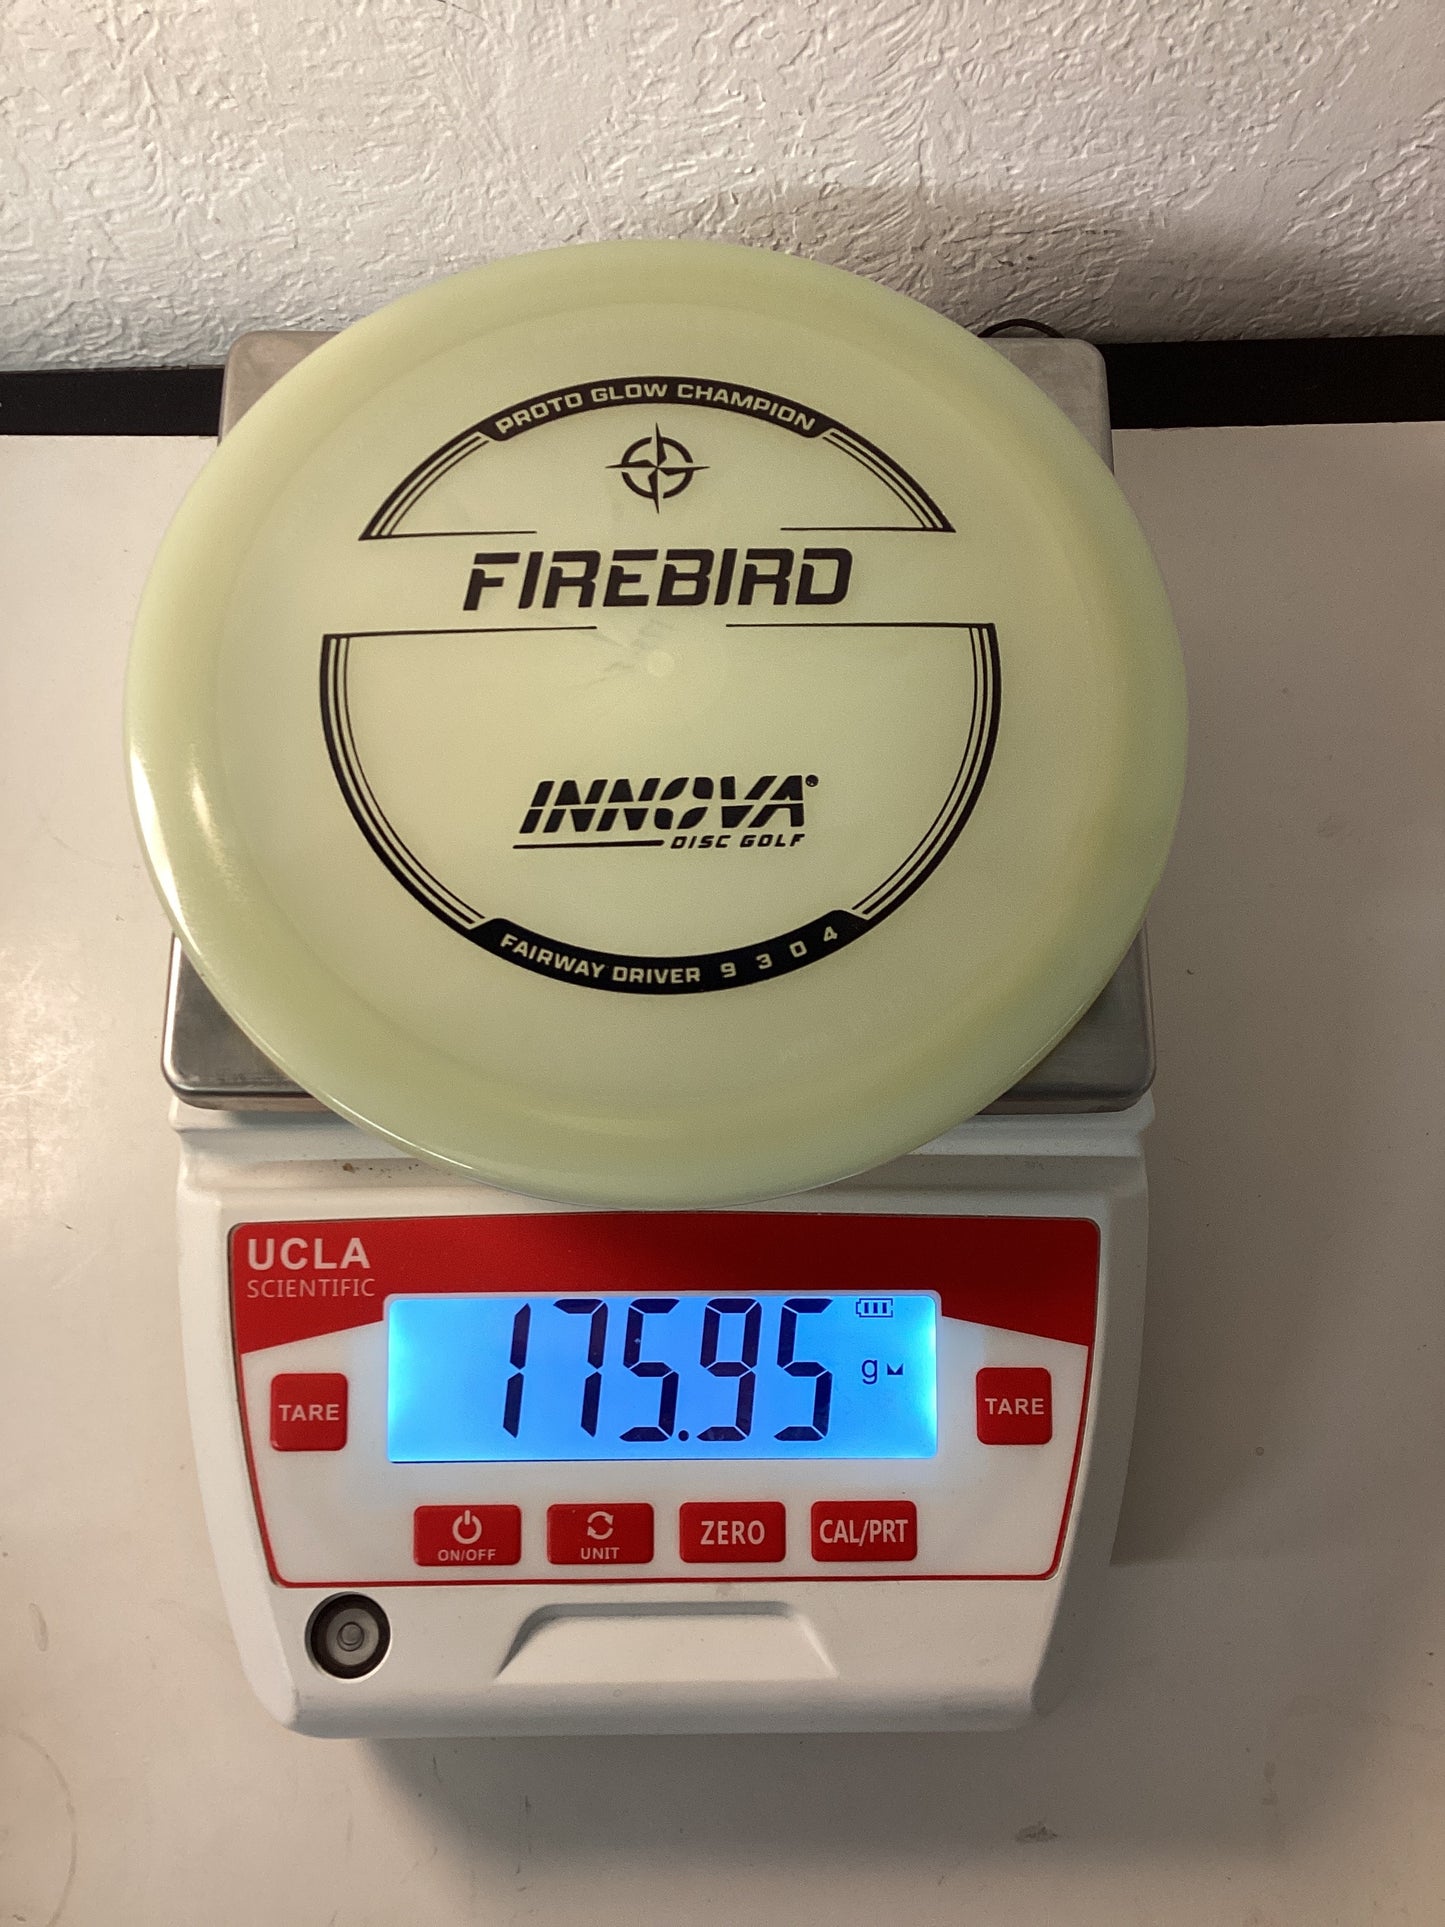 PROTO GLOW CHAMPION
FIREBIRD
INNOVA®
DISC GOLF
FAIRWAY DRIVER 9 3 0 4
UCLA
SCIENTIFIC
175.95 g
TARE
TARE
ON/OFF
UNIT
ZERO
CAL/PRT